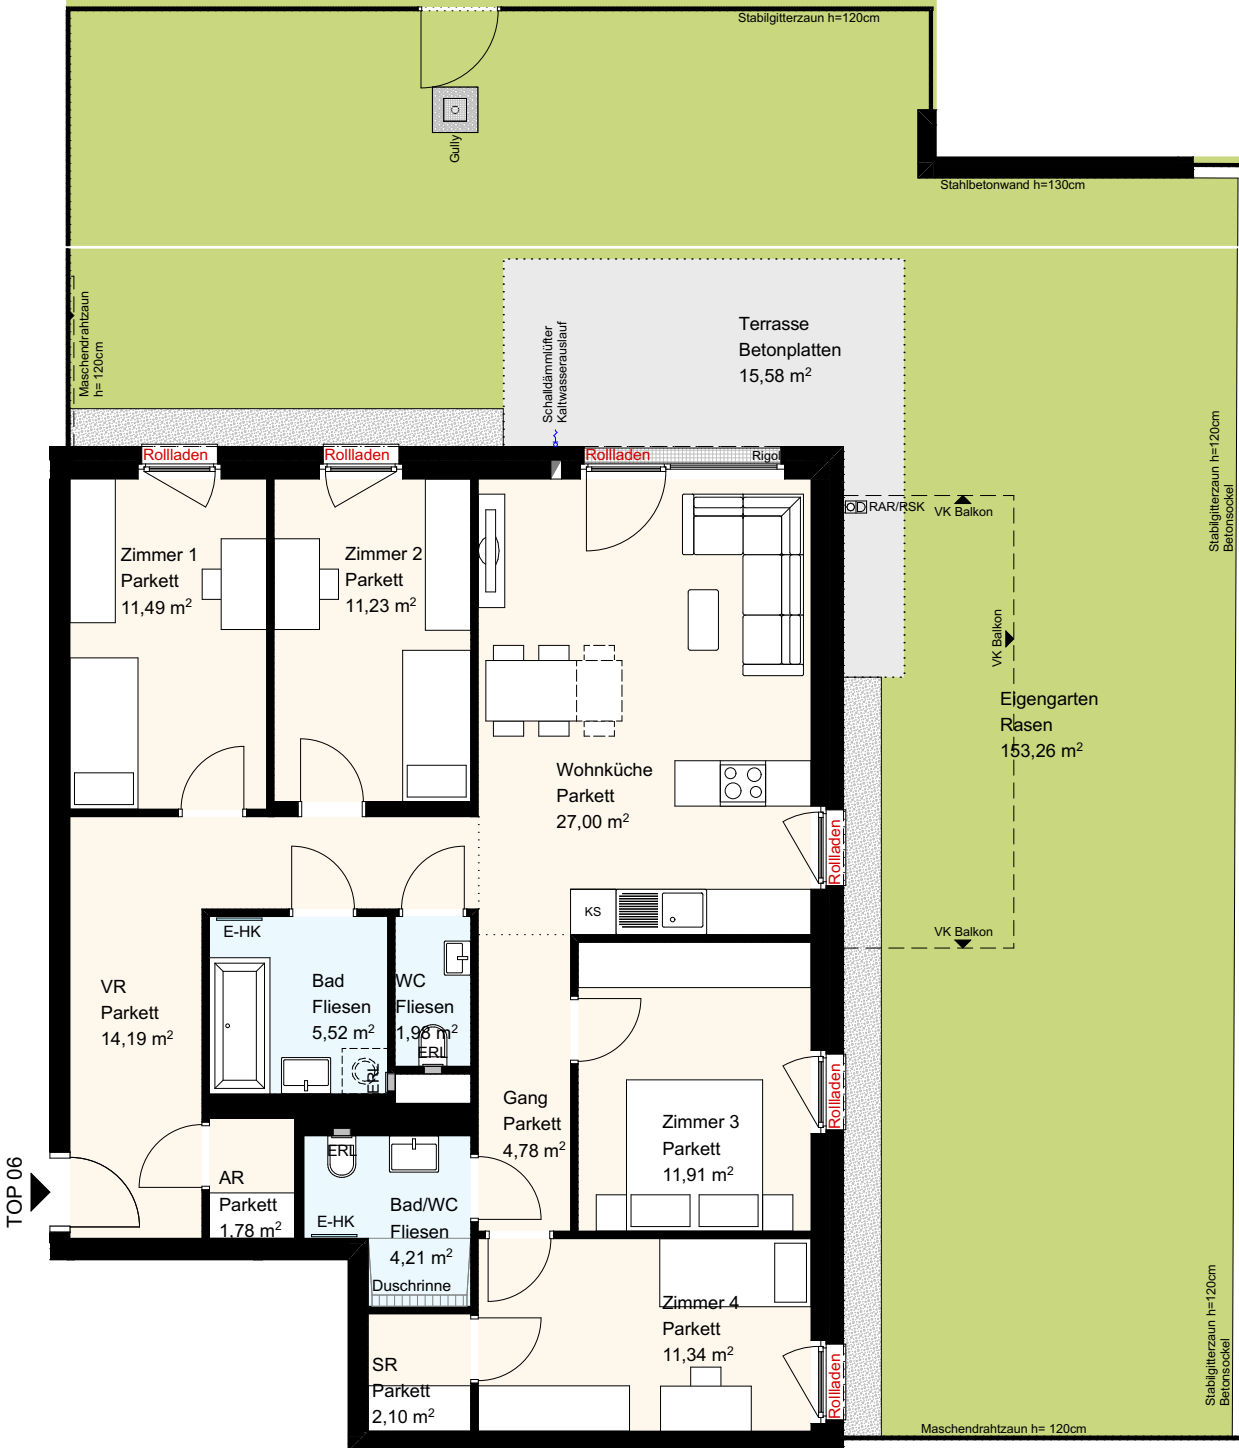 Stabilgitterzaun h=120cm
Gully
Stahlbetonwand h=130cm
Maschendrahtzaun
h= 120cm
Schalldämmlüfter
Kaltwasserauslauf
Terrasse
Betonplatten
15,58 m²
Rollladen
Rollladen
Rollladen
Rigol
RAR/RSK
VK Balkon
Stabilgitterzaun h=120cm
Betonsockel
Zimmer 1
Parkett
11,49 m²
Zimmer 2
Parkett
11,23 m²
VK Balkon
Eigengarten
Rasen
153,26 m²
Wohnküche
Parkett
27,00 m²
Rollladen
KS
E-HK
VK Balkon
VR
Parkett
14,19 m²
Bad
Fliesen
5,52 m²
WC
Fliesen
1,98 m²
ERL
ERL
Gang
Parkett
4,78 m²
Zimmer 3
Parkett
11,91 m²
Rollladen
TOP 06
AR
Parkett
1,78 m²
ERL
E-HK
Bad/WC
Fliesen
4,21 m²
Duschrinne
Zimmer 4
Parkett
11,34 m²
Rollladen
SR
Parkett
2,10 m²
Stabilgitterzaun h=120cm
Betonsockel
Maschendrahtzaun h= 120cm